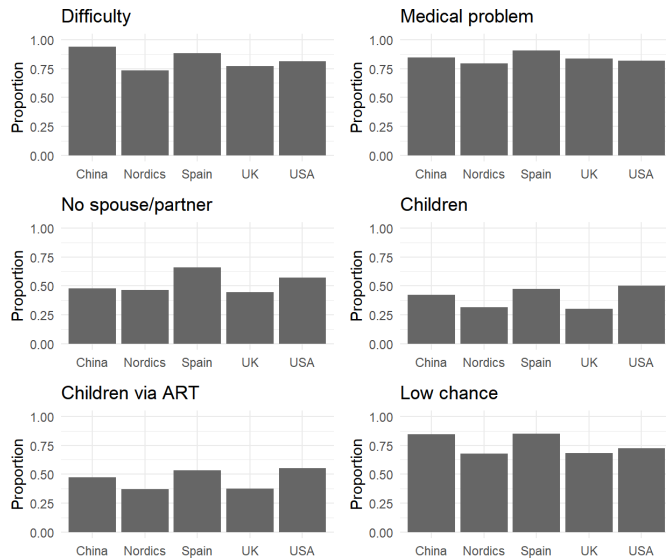 Difficulty
Proportion
1.00
0.75
0.50
0.25
0.00
China Nordics Spain UK USA
Medical problem
Proportion
1.00
0.75
0.50
0.25
0.00
China Nordics Spain UK USA
No spouse/partner
Proportion
1.00
0.75
0.50
0.25
0.00
China Nordics Spain UK USA
Children
Proportion
1.00
0.75
0.50
0.25
0.00
China Nordics Spain UK USA
Children via ART
Proportion
1.00
0.75
0.50
0.25
0.00
China Nordics Spain UK USA
Low chance
Proportion
1.00
0.75
0.50
0.25
0.00
China Nordics Spain UK USA